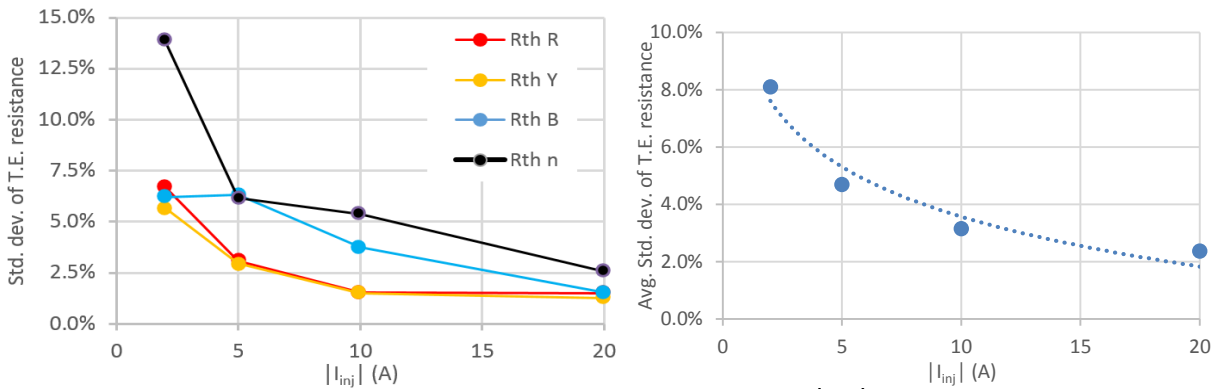 Std. dev. of T.E. resistance
15.0%
12.5%
10.0%
7.5%
5.0%
2.5%
0.0%
0 5 10 15 20
|Iinj| (A)
Rth R
Rth Y
Rth B
Rth n
Avg. Std. dev. of T.E. resistance
10.0%
8.0%
6.0%
4.0%
2.0%
0.0%
0 5 10 15 20
|Iinj| (A)